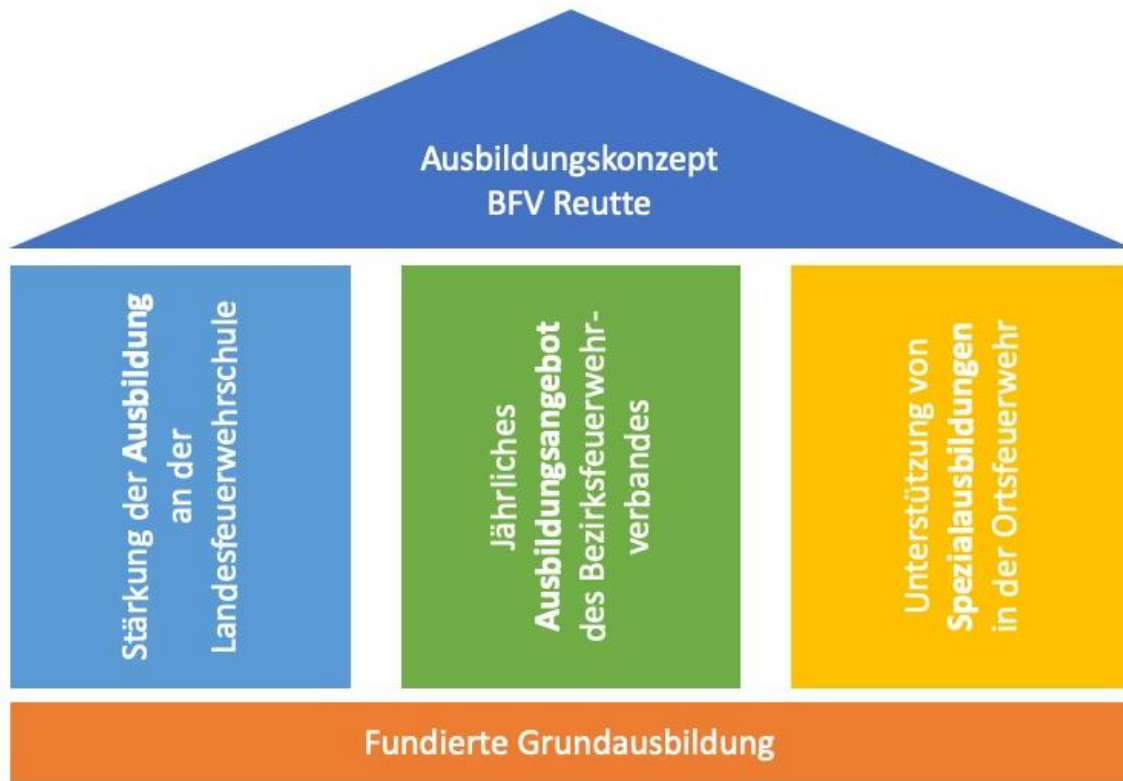 Ausbildungskonzept
BFV Reutte
Stärkung der Ausbildung
an der
Landesfeuerwehrschule
Jährliches
Ausbildungsangebot
des Bezirksfeuerwehr-
verbandes
Unterstützung von
Spezialausbildungen
in der Ortsfeuerwehr
Fundierte Grundausbildung